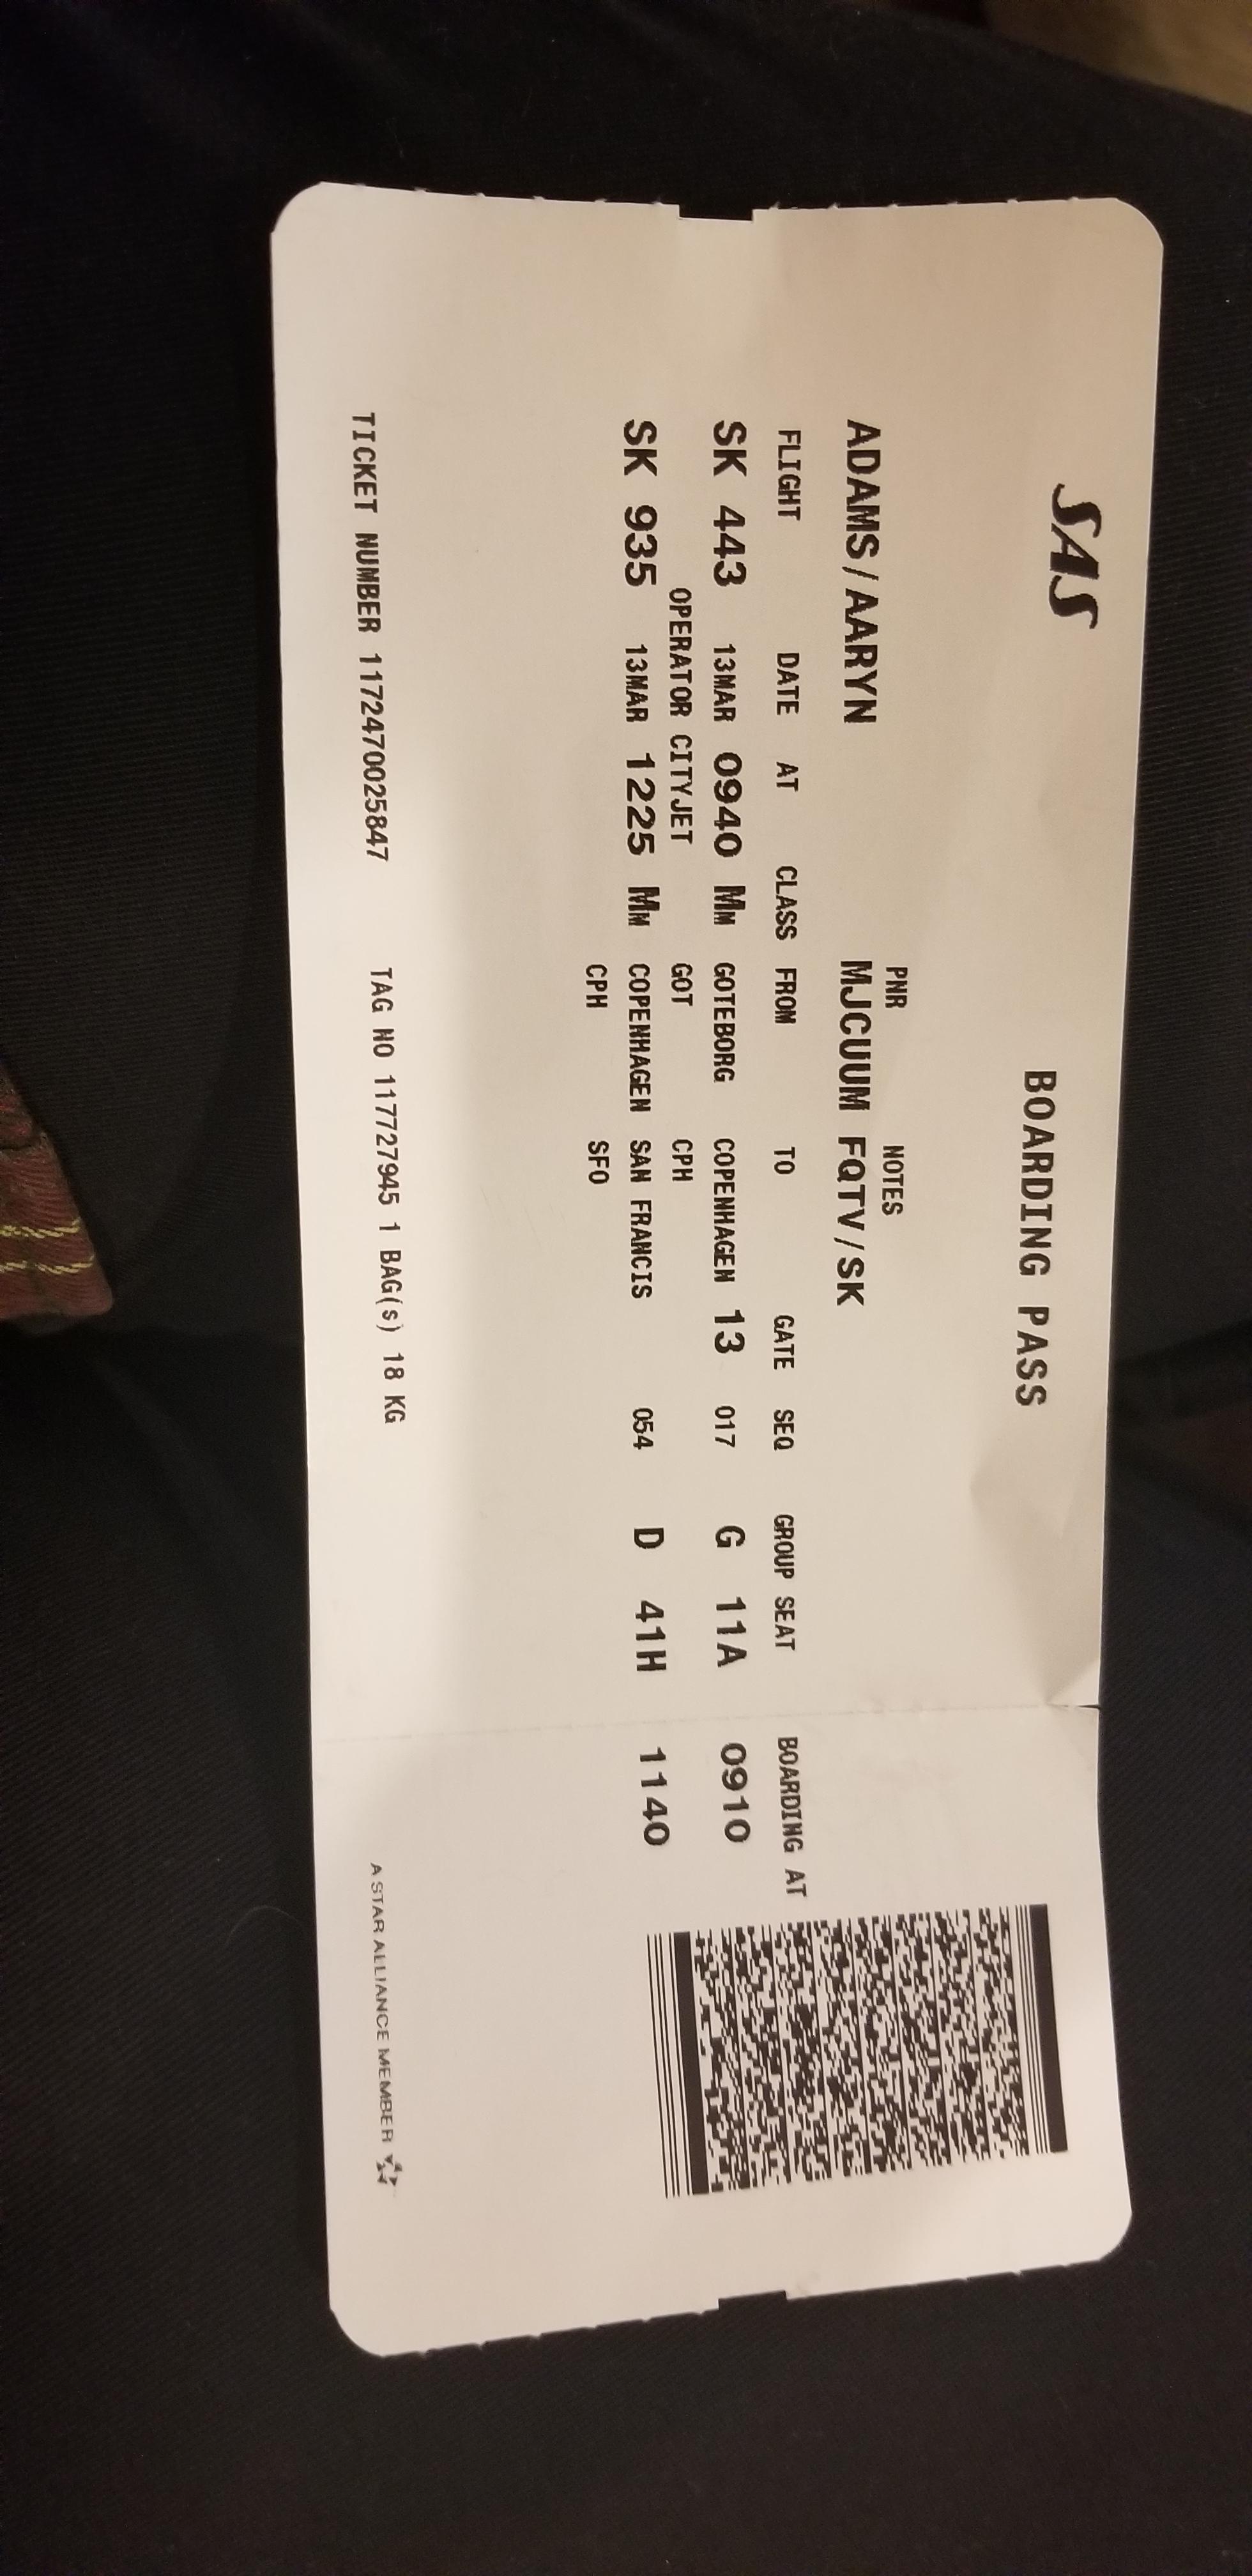 SAS
BOARDING PASS
PNR NOTES
ADAMS/AARYN MJCUUM FQTV/SK
FLIGHT DATE AT CLASS FROM TO GATE SEQ GROUP SEAT BOARDING AT
SK 443 13MAR 0940 MM GOTEBORG COPENHAGEN 13 017 G 11A 0910
OPERATOR CITYJET GOT CPH
SK 935 13MAR 1225 MM COPENHAGEN SAN FRANCIS 054 D 41H 1140
CPH SFO
TICKET NUMBER 1172470025847 TAG NO 117727945 1 BAG(s) 18 KG
A STAR ALLIANCE MEMBER